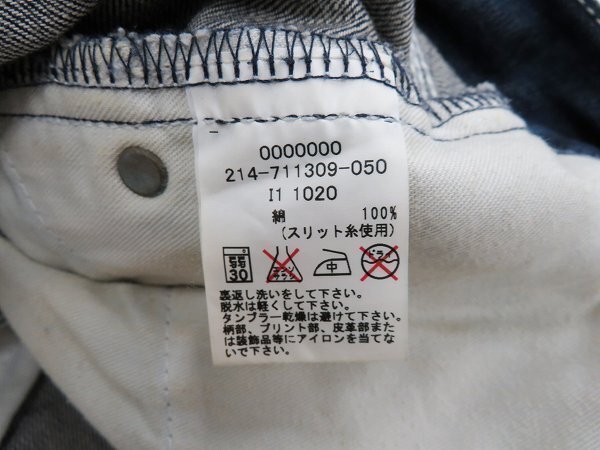 0000000
214-711309-050
I1 1020
綿 100%
(スリット糸使用)
30 中 ドライ
裏返し洗いをして下さい。
脱水は軽くして下さい。
タンブラー乾燥は避けて下さい。
柄部、プリント部、皮革部また
は装飾品等にアイロンを当てな
いで下さい。